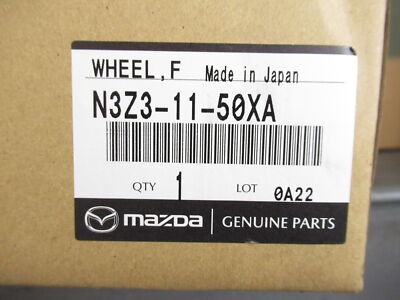 WHEEL,F Made in Japan
N3Z3-11-50XA
QTY 1 LOT 0A22
mazda GENUINE PARTS